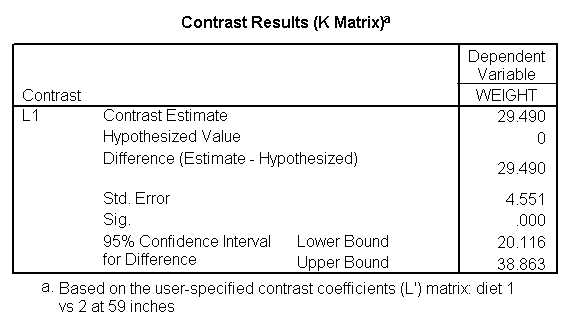 Contrast Results (K Matrix)a
Dependent
Variable
Contrast WEIGHT
L1 Contrast Estimate 29.490
Hypothesized Value 0
Difference (Estimate - Hypothesized) 29.490
Std. Error 4.551
Sig. .000
95% Confidence Interval Lower Bound 20.116
for Difference Upper Bound 38.863
a. Based on the user-specified contrast coefficients (L') matrix: diet 1
vs 2 at 59 inches